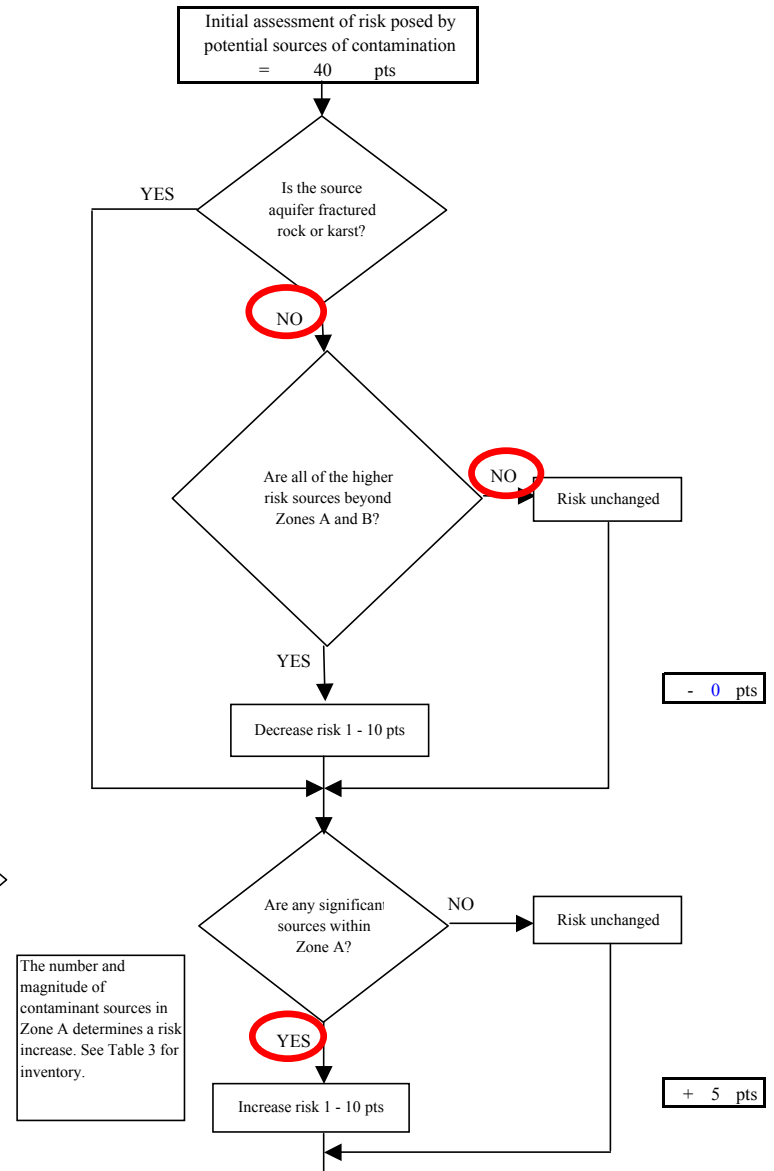 Initial assessment of risk posed by
potential sources of contamination
= 40 pts
YES
Is the source
aquifer fractured
rock or karst?
NO
Are all of the higher
risk sources beyond
Zones A and B?
NO
Risk unchanged
YES
- 0 pts
Decrease risk 1 - 10 pts
Are any significant
sources within
Zone A?
NO
Risk unchanged
The number and
magnitude of
contaminant sources in
Zone A determines a risk
increase. See Table 3 for
inventory.
YES
Increase risk 1 - 10 pts
+ 5 pts